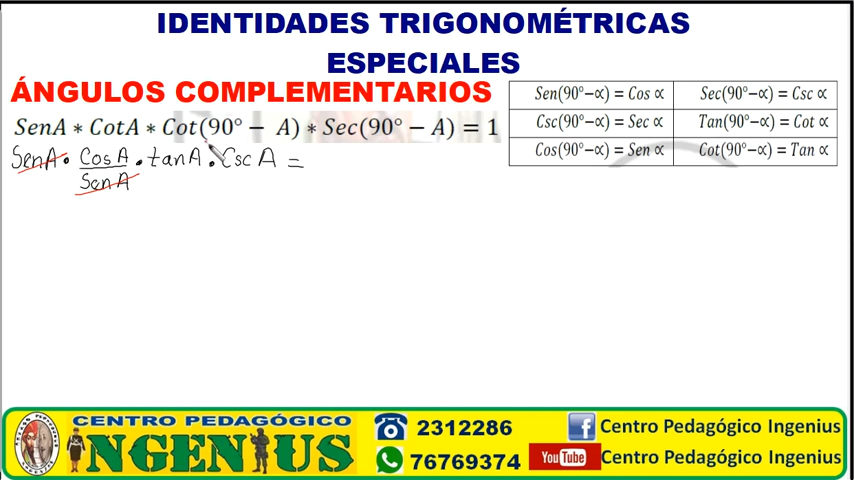 IDENTIDADES TRIGONOMÉTRICAS
ESPECIALES
ÁNGULOS COMPLEMENTARIOS
SenA * CotA * Cot(90° − A) * Sec(90° − A) = 1
SenA · CosA/SenA · tanA · CscA =
Sen(90°−∝) = Cos ∝ Sec(90°−∝) = Csc ∝
Csc(90°−∝) = Sec ∝ Tan(90°−∝) = Cot ∝
Cos(90°−∝) = Sen ∝ Cot(90°−∝) = Tan ∝
CENTRO PEDAGÓGICO
INGENIUS
2312286
76769374
Centro Pedagógico Ingenius
YouTube Centro Pedagógico Ingenius